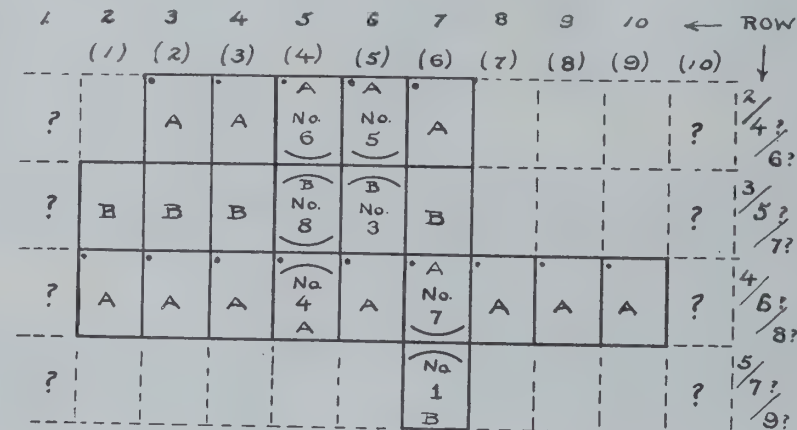 1 2 3 4 5 6 7 8 9 10 ← ROW
(1) (2) (3) (4) (5) (6) (7) (8) (9) (10)
? A A A No. 6 A No. 5 A ? 2/4?/6?
? B B B B No. 8 B No. 3 B ? 3/5?/7?
? A A A No 4 A A A No. 7 A A A ? 4/6?/8?
? No 1 B ? 5/7?/9?